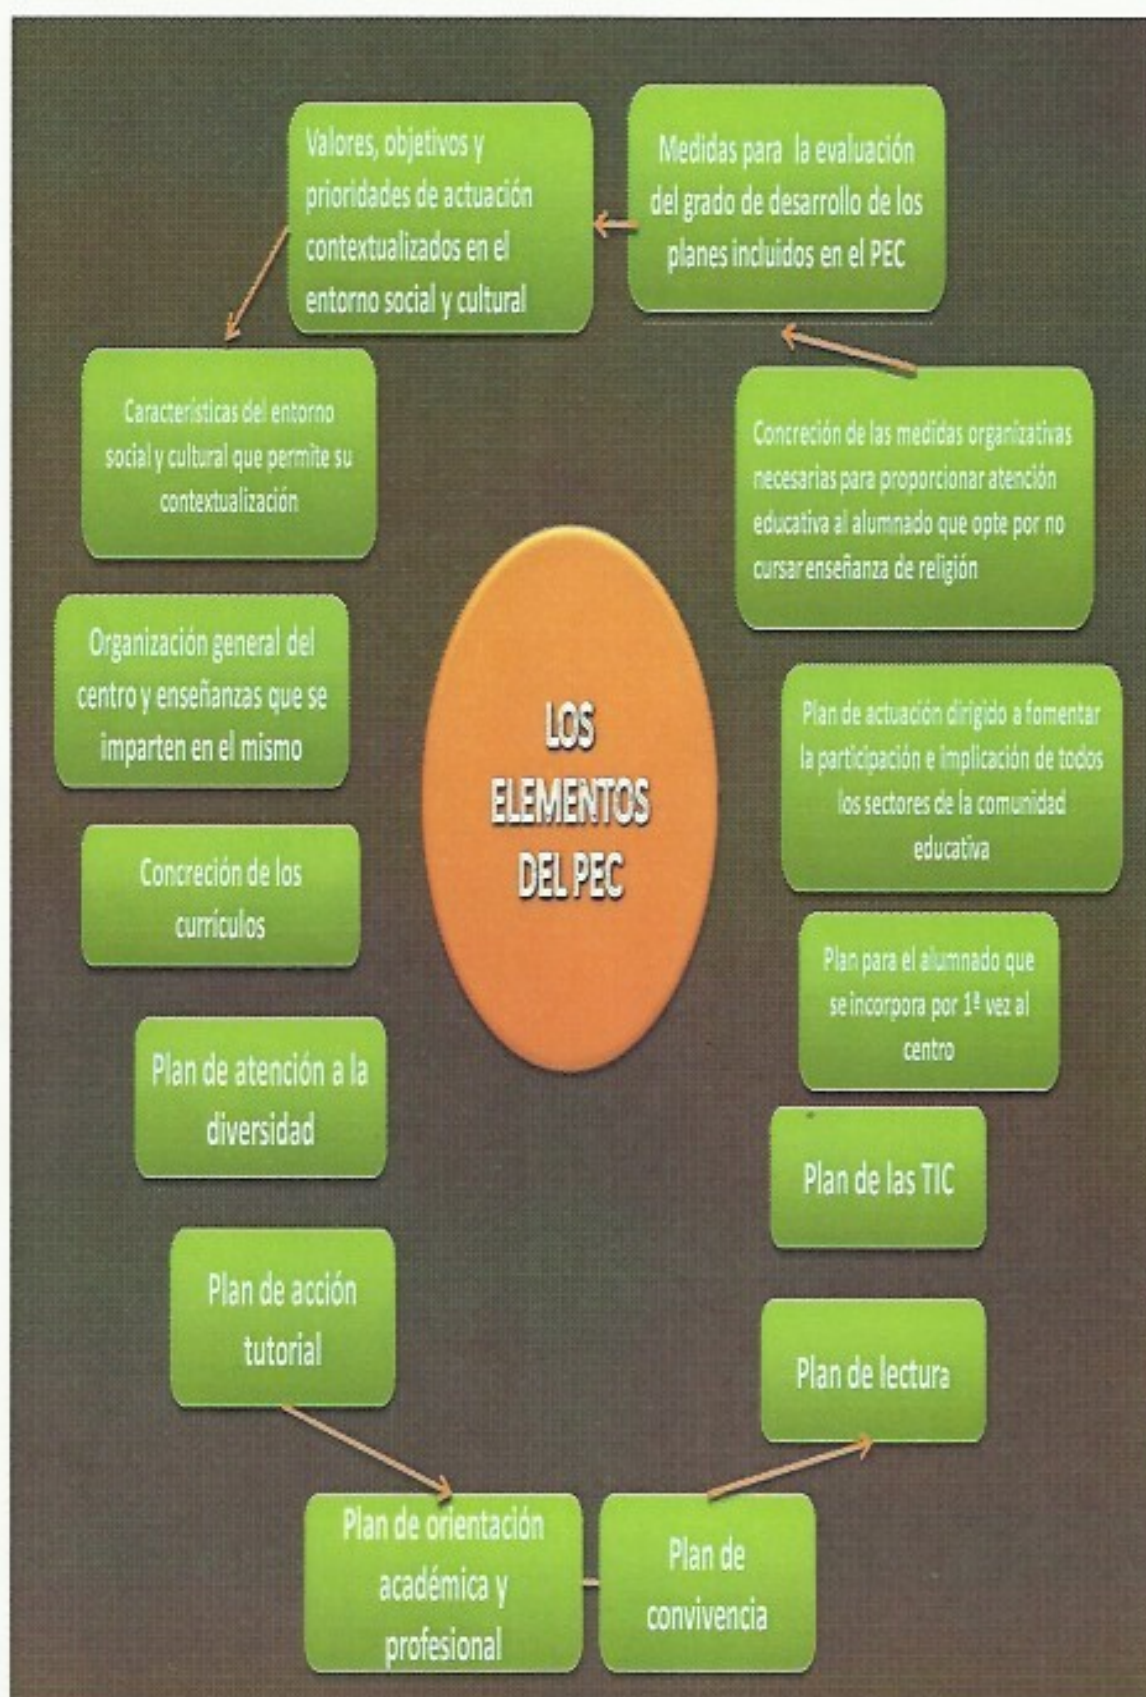 Valores, objetivos y
prioridades de actuación
contextualizados en el
entorno social y cultural
Medidas para la evaluación
del grado de desarrollo de los
planes incluidos en el PEC
Características del entorno
social y cultural que permite su
contextualización
Concreción de las medidas organizativas
necesarias para proporcionar atención
educativa al alumnado que opte por no
cursar enseñanza de religión
Organización general del
centro y enseñanzas que se
imparten en el mismo
LOS
ELEMENTOS
DEL PEC
Plan de actuación dirigido a fomentar
la participación e implicación de todos
los sectores de la comunidad
educativa
Concreción de los
currículos
Plan para el alumnado que
se incorpora por 1ª vez al
centro
Plan de atención a la
diversidad
Plan de las TIC
Plan de acción
tutorial
Plan de lectura
Plan de orientación
académica y
profesional
Plan de
convivencia